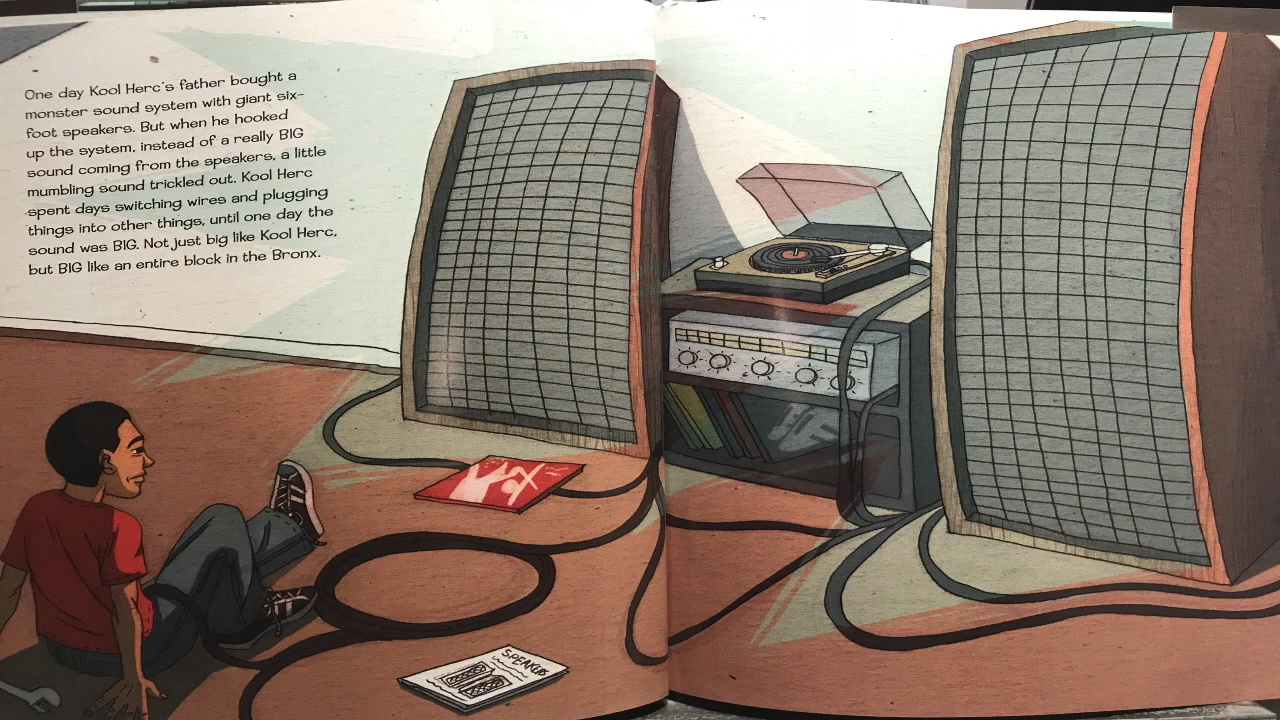 One day Kool Herc's father bought a
monster sound system with giant six-
foot speakers. But when he hooked
up the system, instead of a really BIG
sound coming from the speakers, a little
mumbling sound trickled out. Kool Herc
spent days switching wires and plugging
things into other things, until one day the
sound was BIG. Not just big like Kool Herc,
but BIG like an entire block in the Bronx.
SPEAKERS